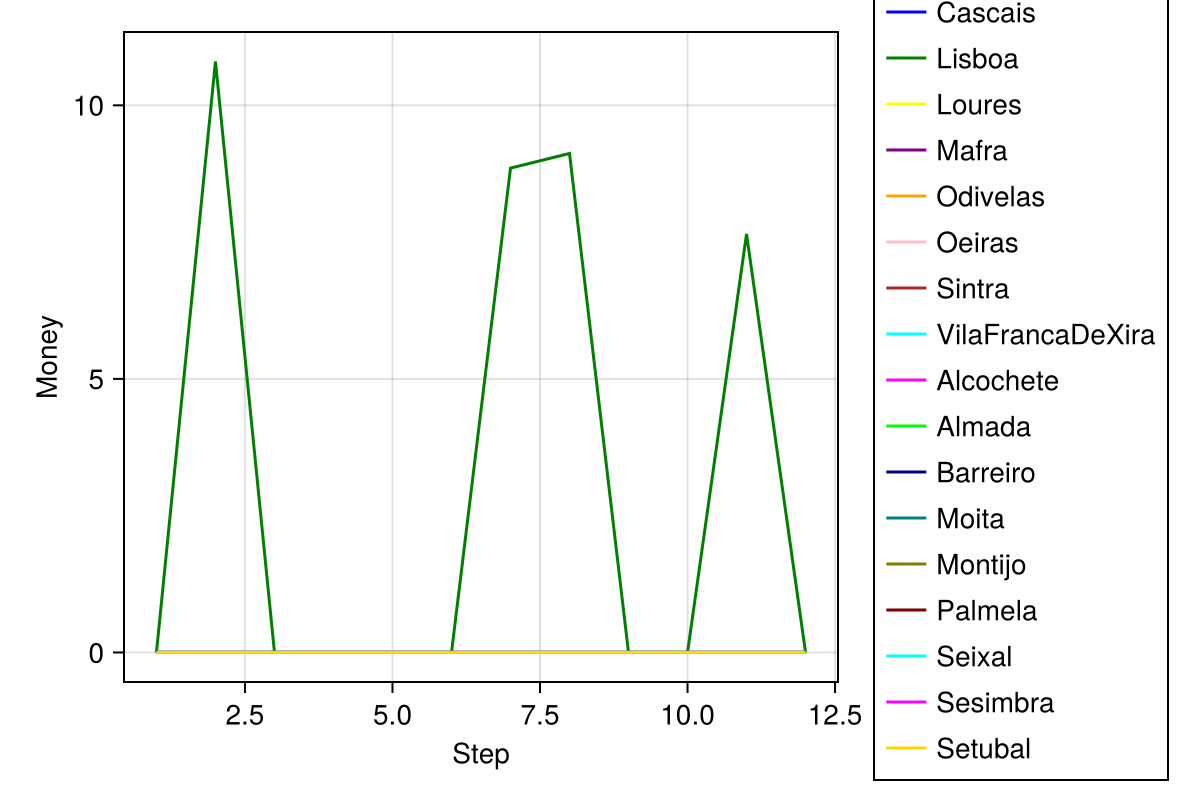 10
5
0
Money
2.5
5.0
7.5
10.0
12.5
Step
Cascais
Lisboa
Loures
Mafra
Odivelas
Oeiras
Sintra
VilaFrancaDeXira
Alcochete
Almada
Barreiro
Moita
Montijo
Palmela
Seixal
Sesimbra
Setubal